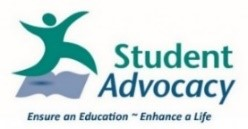 Student
Advocacy
Ensure an Education ~ Enhance a Life